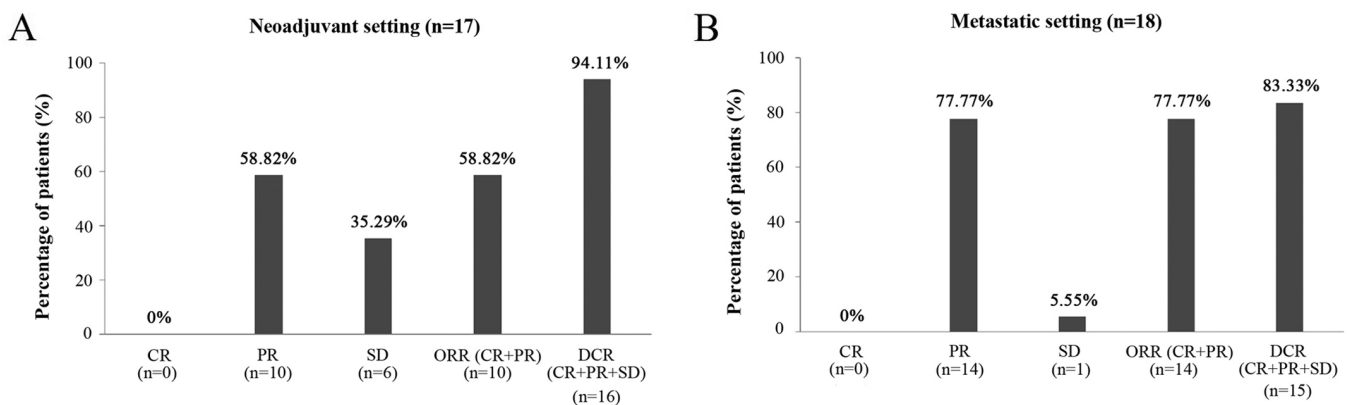 A
Neoadjuvant setting (n=17)
Percentage of patients (%)
100
80
60
40
20
0
0%
58.82%
35.29%
58.82%
94.11%
CR
(n=0)
PR
(n=10)
SD
(n=6)
ORR (CR+PR)
(n=10)
DCR
(CR+PR+SD)
(n=16)
B
Metastatic setting (n=18)
Percentage of patients (%)
100
80
60
40
20
0
0%
77.77%
5.55%
77.77%
83.33%
CR
(n=0)
PR
(n=14)
SD
(n=1)
ORR (CR+PR)
(n=14)
DCR
(CR+PR+SD)
(n=15)